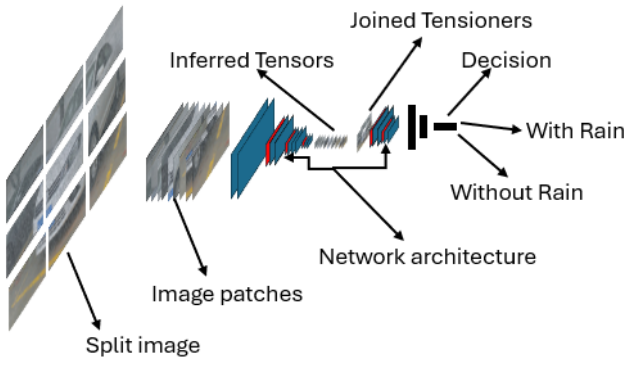 Joined Tensioners
Inferred Tensors
Decision
With Rain
Without Rain
Network architecture
Image patches
Split image